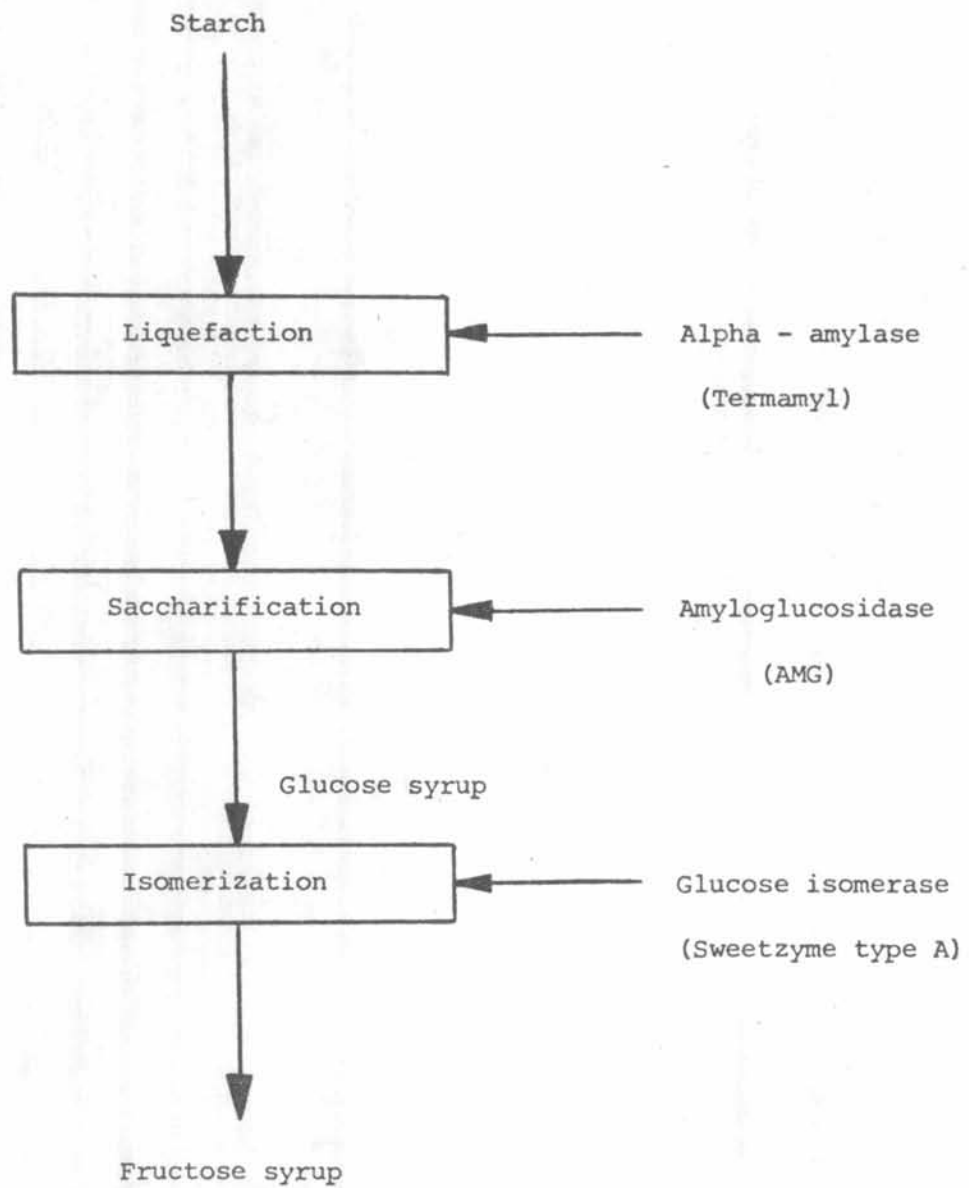 Starch
Liquefaction
Alpha - amylase
(Termamyl)
Saccharification
Amyloglucosidase
(AMG)
Glucose syrup
Isomerization
Glucose isomerase
(Sweetzyme type A)
Fructose syrup